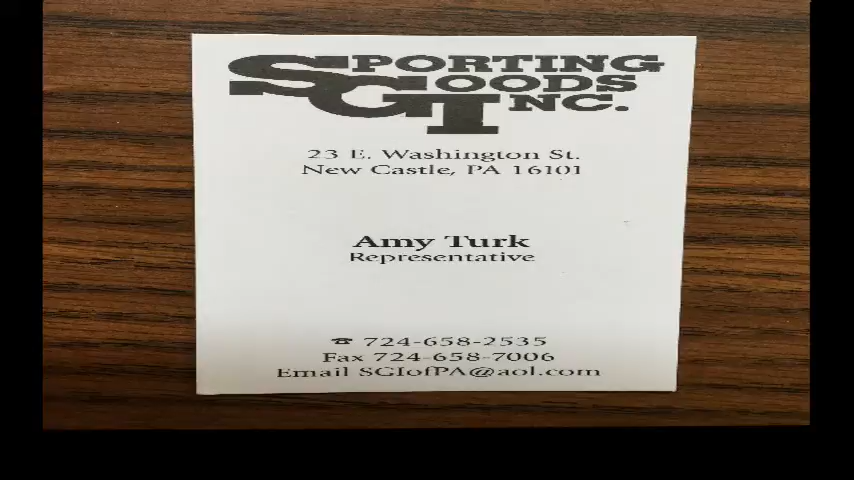 SPORTING
GOODS
INC.
23 E. Washington St.
New Castle, PA 16101
Amy Turk
Representative
☎ 724-658-2535
Fax 724-658-7006
Email SGIofPA@aol.com